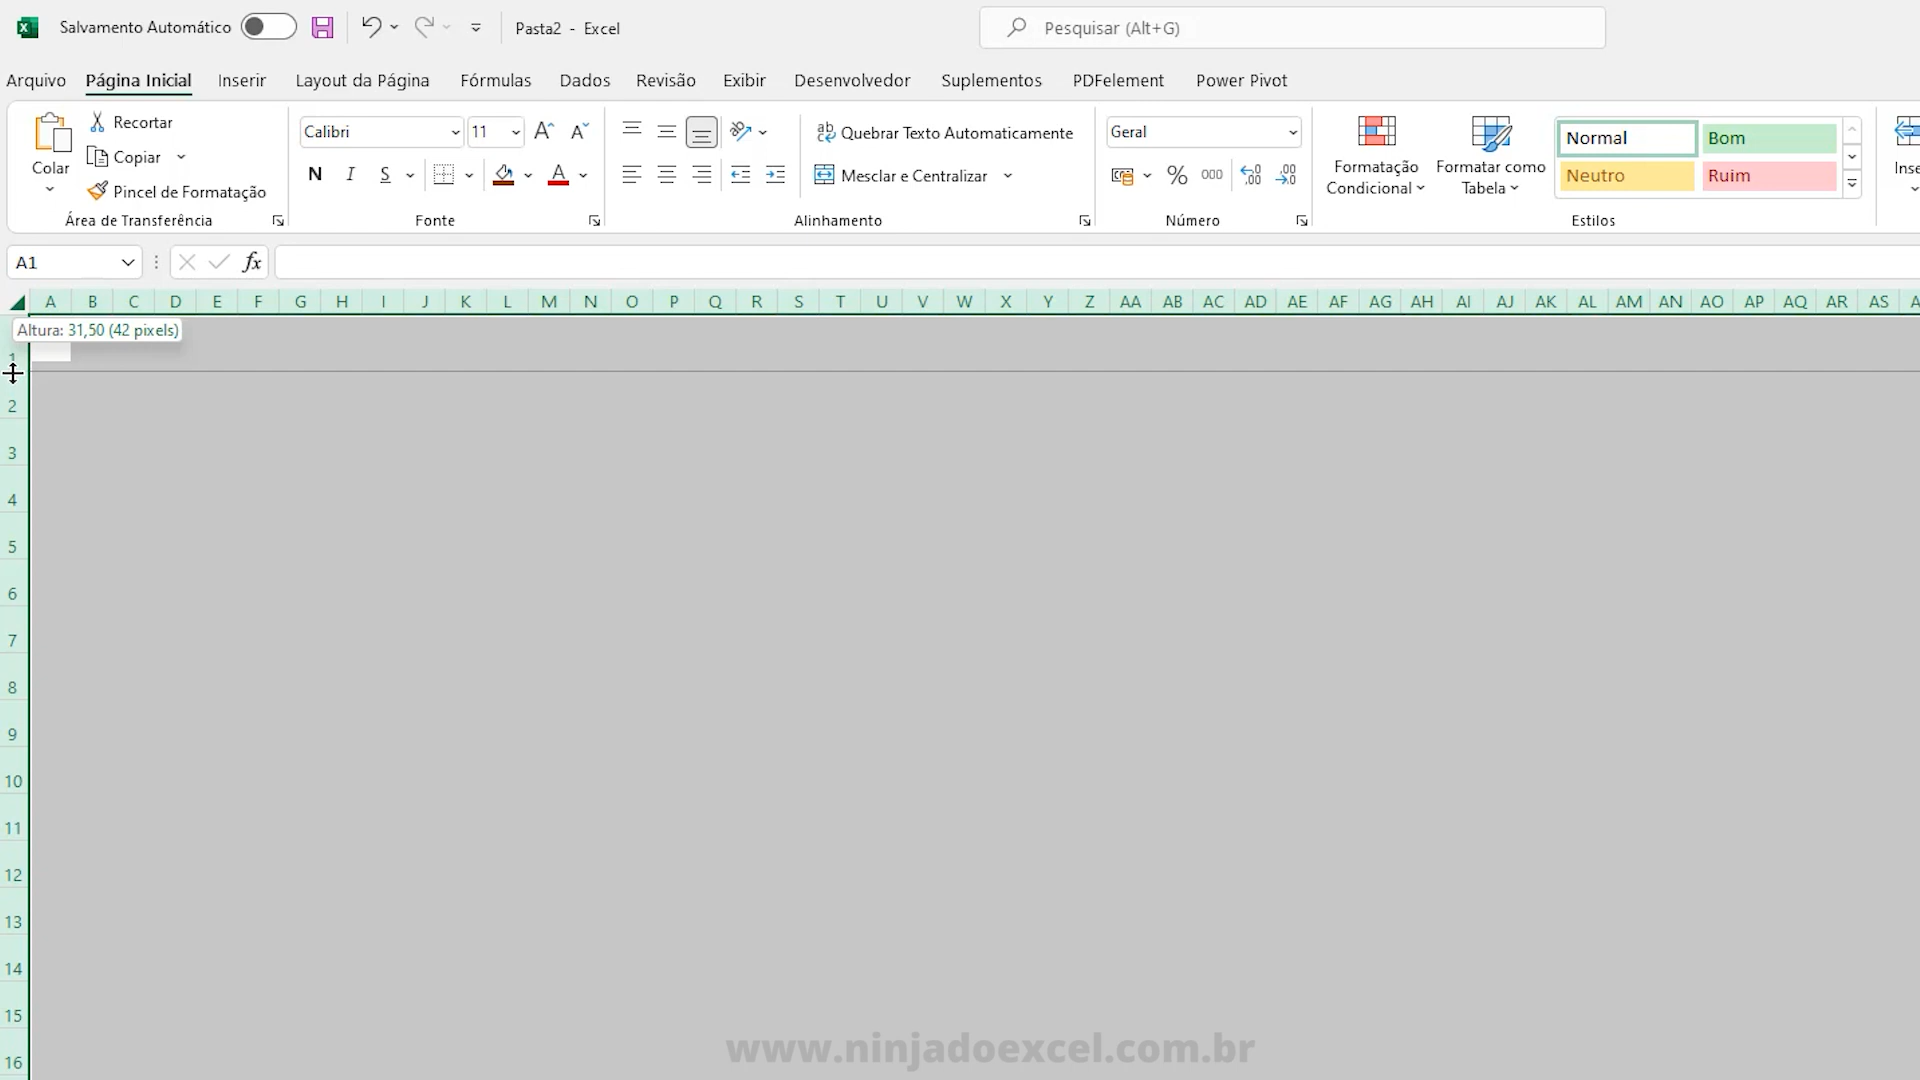 Salvamento Automático
Pasta2 - Excel
Pesquisar (Alt+G)
Arquivo Página Inicial Inserir Layout da Página Fórmulas Dados Revisão Exibir Desenvolvedor Suplementos PDFelement Power Pivot
Colar
Recortar
Copiar
Pincel de Formatação
Área de Transferência
Calibri 11
N I S A
Fonte
ab Quebrar Texto Automaticamente
Mesclar e Centralizar
Alinhamento
Geral
% 000
Número
Formatação Condicional
Formatar como Tabela
Normal Bom
Neutro Ruim
Estilos
Inse
A1 fx
A B C D E F G H I J K L M N O P Q R S T U V W X Y Z AA AB AC AD AE AF AG AH AI AJ AK AL AM AN AO AP AQ AR AS
Altura: 31,50 (42 pixels)
1
2
3
4
5
6
7
8
9
10
11
12
13
14
15
16
www.ninjadoexcel.com.br